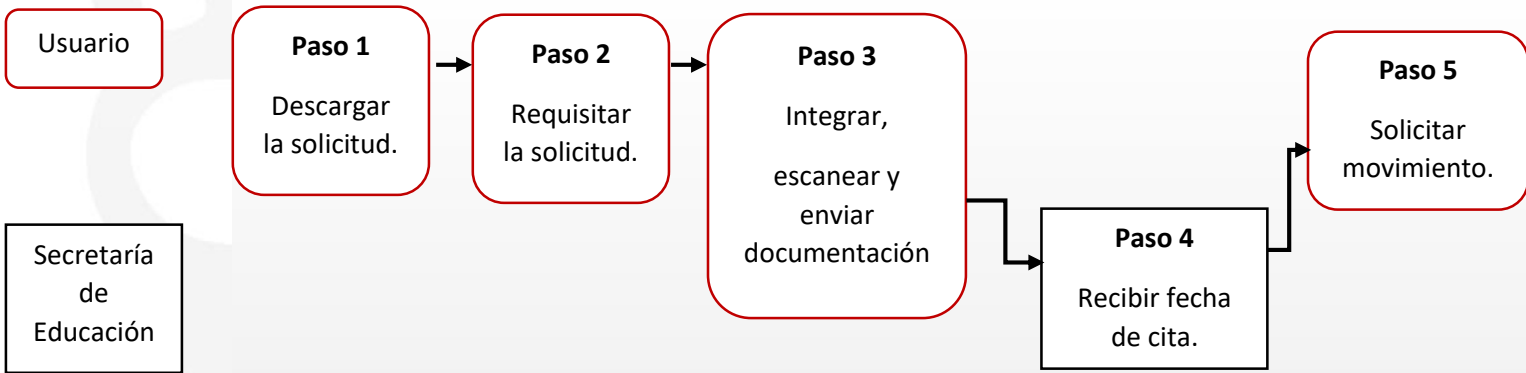 Usuario
Paso 1
Descargar
la solicitud.
Paso 2
Requisitar
la solicitud.
Paso 3
Integrar,
escanear y
enviar
documentación
Paso 5
Solicitar
movimiento.
Secretaría
de
Educación
Paso 4
Recibir fecha
de cita.